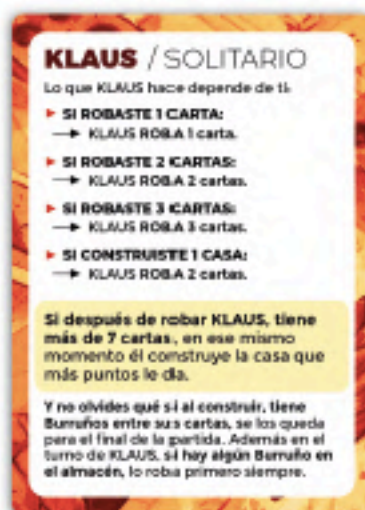 KLAUS / SOLITARIO
Lo que KLAUS hace depende de ti:
► SI ROBASTE 1 CARTA:
→ KLAUS ROBA 1 carta.
► SI ROBASTE 2 CARTAS:
→ KLAUS ROBA 2 cartas.
► SI ROBASTE 3 CARTAS:
→ KLAUS ROBA 3 cartas.
► SI CONSTRUISTE 1 CASA:
→ KLAUS ROBA 2 cartas.
Si después de robar KLAUS, tiene
más de 7 cartas, en ese mismo
momento él construye la casa que
más puntos le dla.
Y no olvides qué si al construir, tiene
Burruños entre sus cartas, se los queda
para el final de la partida. Además en el
turno de KLAUS, si hay algún Burruño en
el almacén, lo roba primero siempre.